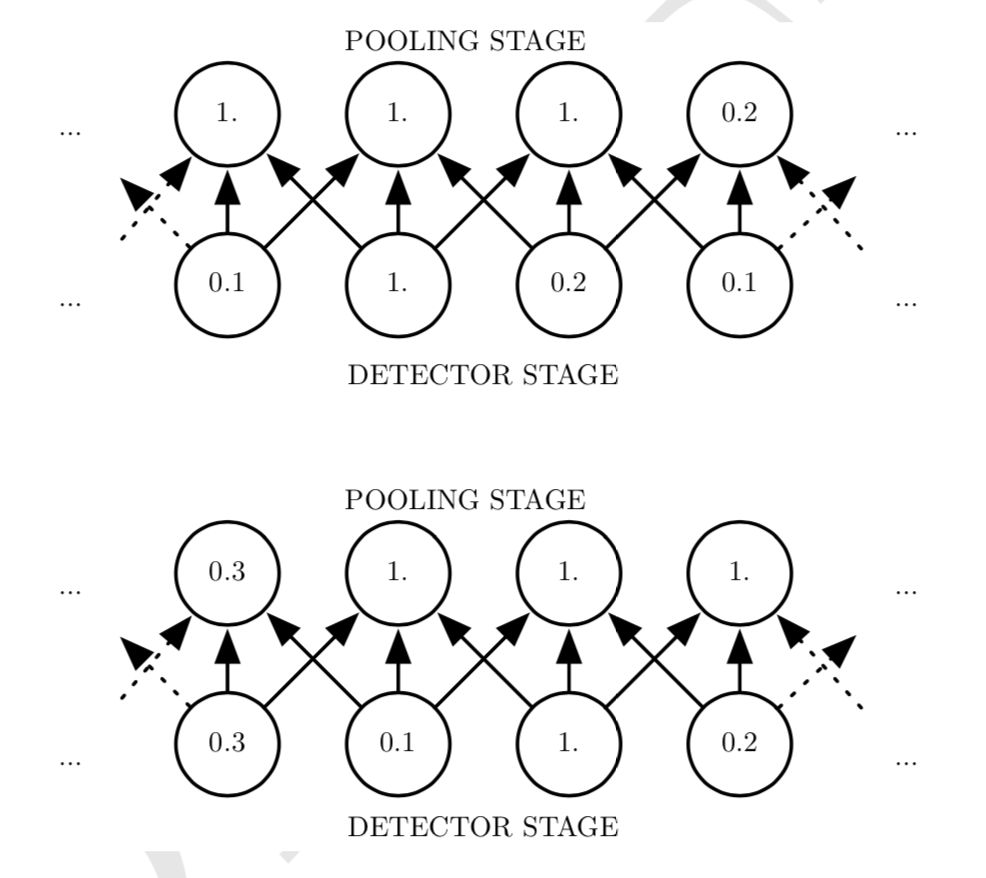 POOLING STAGE
... 1. 1. 1. 0.2 ...
... 0.1 1. 0.2 0.1 ...
DETECTOR STAGE
POOLING STAGE
... 0.3 1. 1. 1. ...
... 0.3 0.1 1. 0.2 ...
DETECTOR STAGE